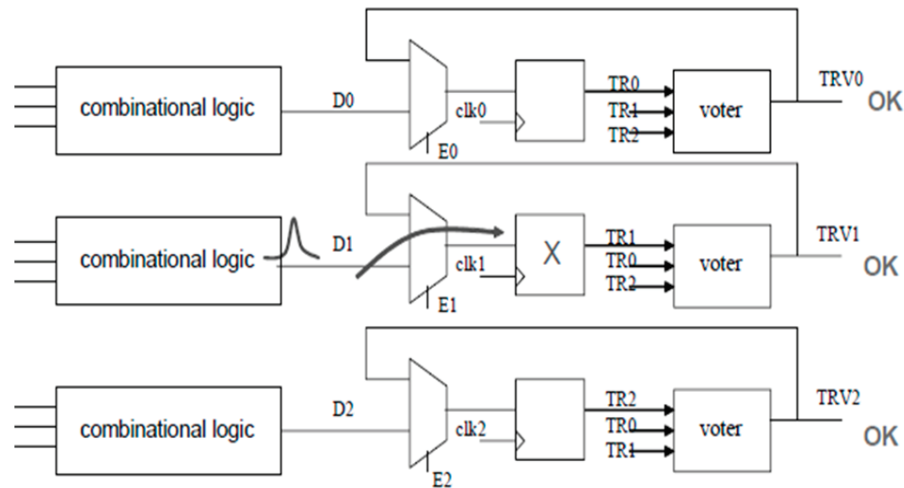 combinational logic
D0
clk0
E0
TR0
TR1
TR2
voter
TRV0
OK
combinational logic
D1
clk1
E1
X
TR1
TR0
TR2
voter
TRV1
OK
combinational logic
D2
clk2
E2
TR2
TR0
TR1
voter
TRV2
OK